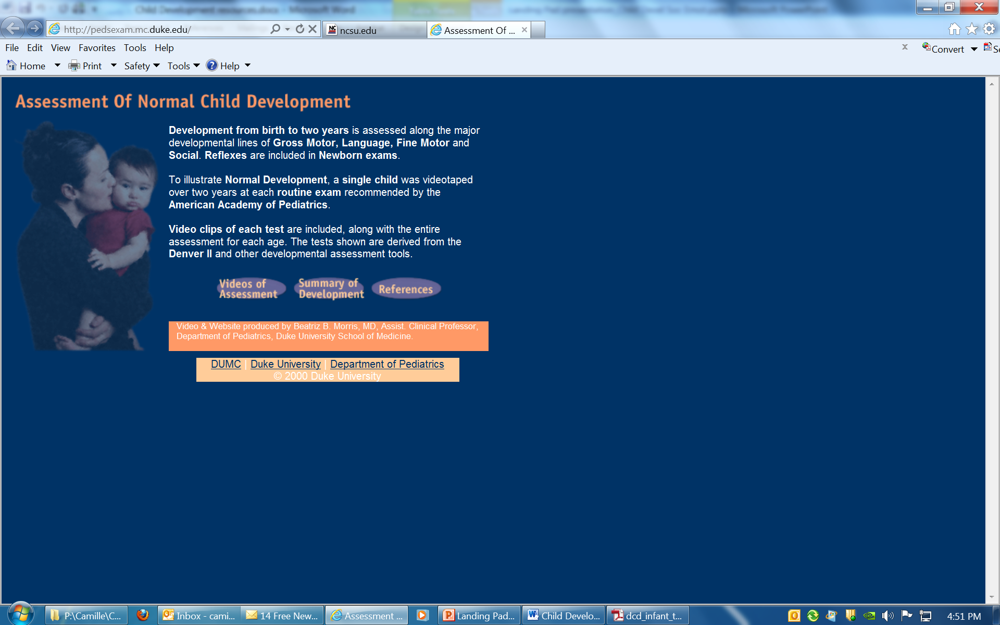 Child Development resources.docx - Microsoft Word
http://pedsexam.mc.duke.edu/
ncsu.edu
Assessment Of ...
File Edit View Favorites Tools Help
Convert
Home Print Safety Tools Help
Assessment Of Normal Child Development
Development from birth to two years is assessed along the major
developmental lines of Gross Motor, Language, Fine Motor and
Social. Reflexes are included in Newborn exams.
To illustrate Normal Development, a single child was videotaped
over two years at each routine exam recommended by the
American Academy of Pediatrics.
Video clips of each test are included, along with the entire
assessment for each age. The tests shown are derived from the
Denver II and other developmental assessment tools.
Videos of
Assessment
Summary of
Development
References
Video & Website produced by Beatriz B. Morris, MD, Assist. Clinical Professor,
Department of Pediatrics, Duke University School of Medicine.
DUMC | Duke University | Department of Pediatrics
© 2000 Duke University
P:\Camille\C... Inbox - cami... 14 Free New... Assessment ... Landing Pad... Child Develo... dcd_infant_t... 4:51 PM